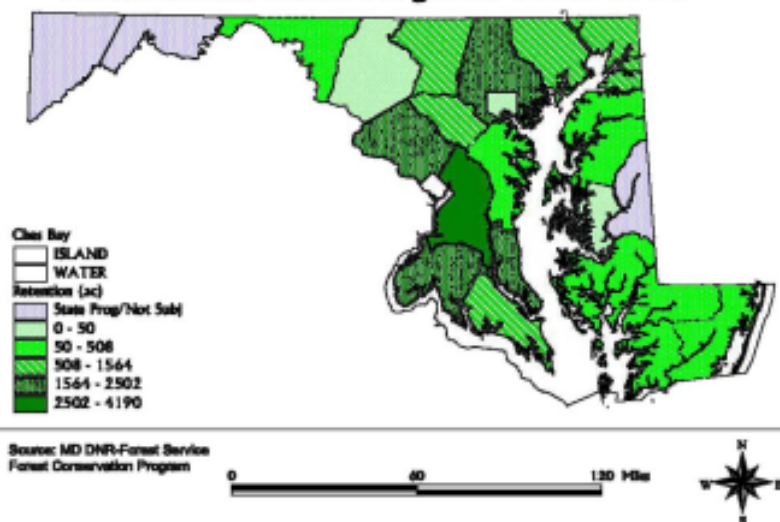 Ches Bay
ISLAND
WATER
Retention (ac)
State Prog/Not Subj
0 - 50
50 - 508
508 - 1564
1564 - 2502
2502 - 4190
Source: MD DNR-Forest Service
Forest Conservation Program
0 60 120 Miles
N
W E
S